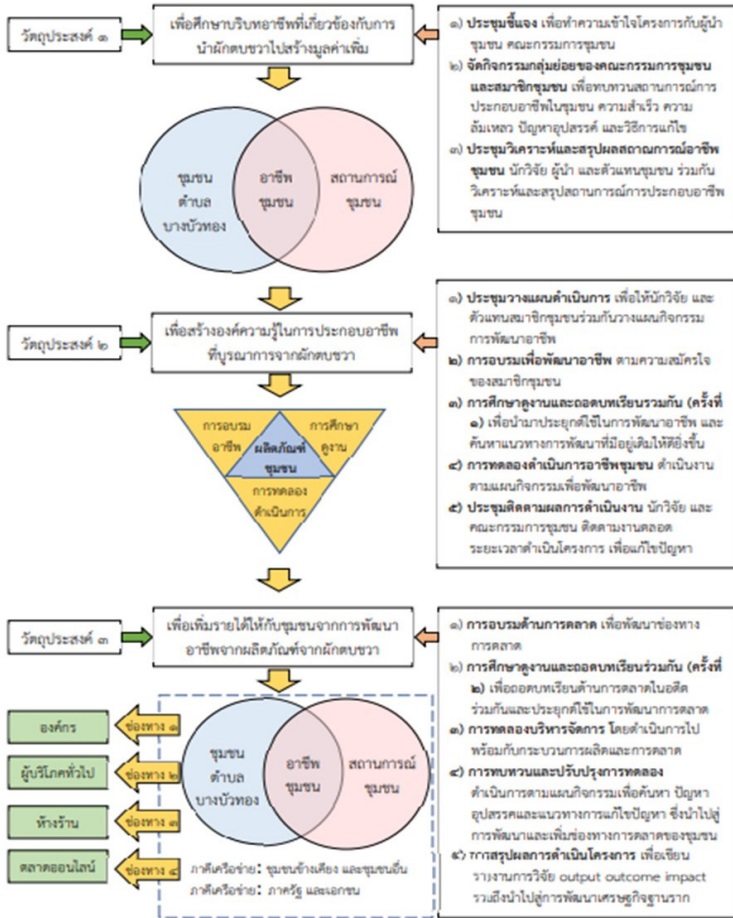 วัตถุประสงค์ ๑
เพื่อศึกษาบริบทอาชีพที่เกี่ยวข้องกับการ
นำผักตบชวาไปสร้างมูลค่าเพิ่ม
๑) ประชุมชี้แจง เพื่อทำความเข้าใจโครงการกับผู้นำ
ชุมชน คณะกรรมการชุมชน
๒) จัดกิจกรรมกลุ่มย่อยของคณะกรรมการชุมชน
และสมาชิกชุมชน เพื่อทบทวนสถานการณ์การ
ประกอบอาชีพในชุมชน ความสำเร็จ ความ
ล้มเหลว ปัญหาอุปสรรค์ และวิธีการแก้ไข
๓) ประชุมวิเคราะห์และสรุปผลสถาณการณ์อาชีพ
ชุมชน นักวิจัย ผู้นำ และตัวแทนชุมชน ร่วมกัน
วิเคราะห์และสรุปสถานการณ์การประกอบอาชีพ
ชุมชน
ชุมชน
ตำบล
บางบัวทอง
อาชีพ
ชุมชน
สถานการณ์
ชุมชน
วัตถุประสงค์ ๒
เพื่อสร้างองค์ความรู้ในการประกอบอาชีพ
ที่บูรณาการจากผักตบชวา
๑) ประชุมวางแผนดำเนินการ เพื่อให้นักวิจัย และ
ตัวแทนสมาชิกชุมชนร่วมกันวางแผนกิจกรรม
การพัฒนาอาชีพ
๒) การอบรมเพื่อพัฒนาอาชีพ ตามความสมัครใจ
ของสมาชิกชุมชน
๓) การศึกษาดูงานและถอดบทเรียนรวมกัน (ครั้งที่
๑) เพื่อนำมาประยุกต์ใช้ในการพัฒนาอาชีพ และ
ค้นหาแนวทางการพัฒนาที่มีอยู่เดิมให้ดียิ่งขึ้น
๔) การทดลองดำเนินการอาชีพชุมชน ดำเนินงาน
ตามแผนกิจกรรมเพื่อพัฒนาอาชีพ
๕) ประชุมติดตามผลการดำเนินงาน นักวิจัย และ
คณะกรรมการชุมชน ติดตามงานตลอด
ระยะเวลาดำเนินโครงการ เพื่อแก้ไขปัญหา
การอบรม
อาชีพ
การศึกษา
ดูงาน
ผลิตภัณฑ์
ชุมชน
การทดลอง
ดำเนินการ
วัตถุประสงค์ ๓
เพื่อเพิ่มรายได้ให้กับชุมชนจากการพัฒนา
อาชีพจากผลิตภัณฑ์จากผักตบชวา
๑) การอบรมด้านการตลาด เพื่อพัฒนาช่องทาง
การตลาด
๒) การศึกษาดูงานและถอดบทเรียนร่วมกัน (ครั้งที่
๒) เพื่อถอดบทเรียนด้านการตลาดในอดีต
ร่วมกันและประยุกต์ใช้ในการพัฒนาการตลาด
๓) การทดลองบริหารจัดการ โดยดำเนินการไป
พร้อมกับกระบวนการผลิตและการตลาด
๔) การทบทวนและปรับปรุงการทดลอง
ดำเนินการตามแผนกิจกรรมเพื่อค้นหา ปัญหา
อุปสรรคและแนวทางการแก้ไขปัญหา ซึ่งนำไปสู่
การพัฒนาและเพิ่มช่องทางการตลาดของชุมชน
๕) การสรุปผลการดำเนินโครงการ เพื่อเขียน
รายงานการวิจัย output outcome impact
รวมถึงนำไปสู่การพัฒนาเศรษฐกิจฐานราก
องค์กร
ช่องทาง ๑
ผู้บริโภคทั่วไป
ช่องทาง ๒
ห้างร้าน
ช่องทาง ๓
ตลาดออนไลน์
ช่องทาง ๔
ชุมชน
ตำบล
บางบัวทอง
อาชีพ
ชุมชน
สถานการณ์
ชุมชน
ภาคีเครือข่าย: ชุมชนข้างเคียง และชุมชนอื่น
ภาคีเครือข่าย: ภาครัฐ และเอกชน